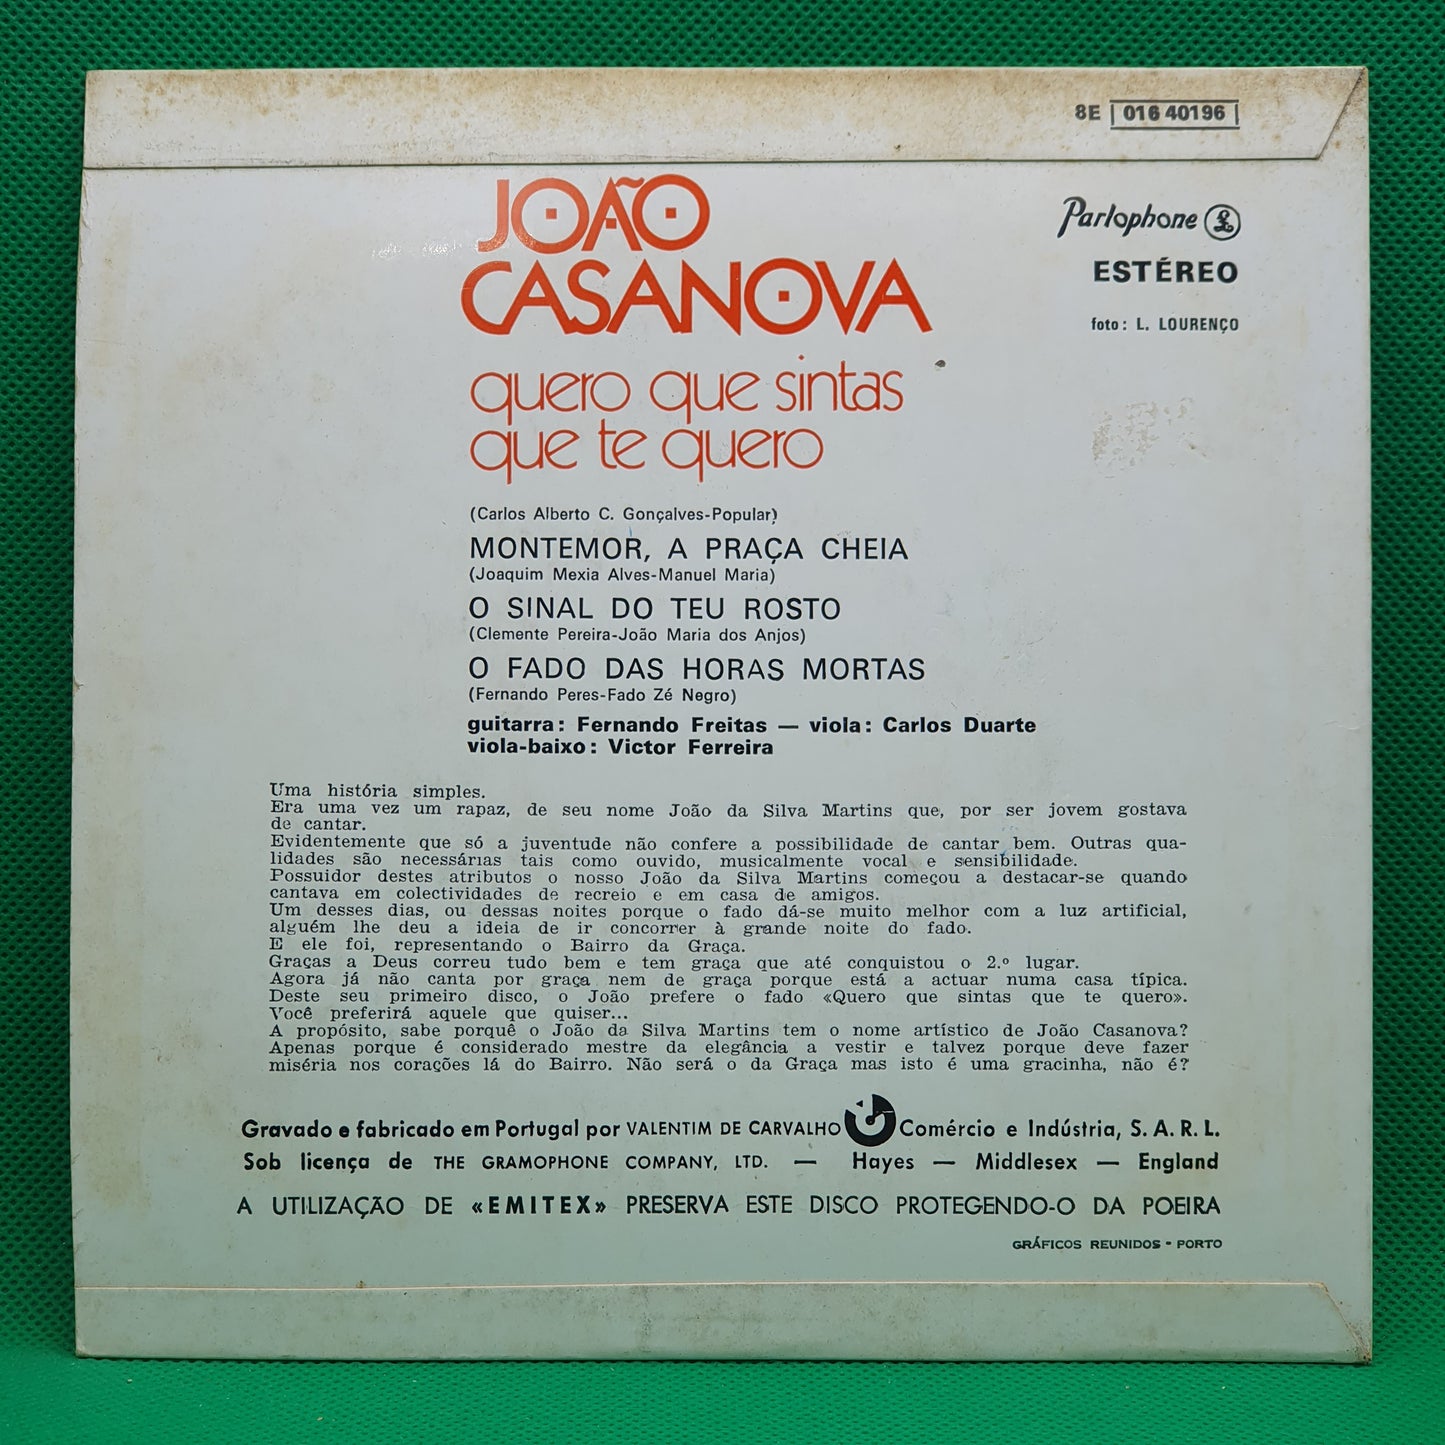 8E 016 40196
JOÃO
CASANOVA
Parlophone £
ESTÉREO
foto: L. LOURENÇO
quero que sintas
que te quero
(Carlos Alberto C. Gonçalves-Popular)
MONTEMOR, A PRAÇA CHEIA
(Joaquim Mexia Alves-Manuel Maria)
O SINAL DO TEU ROSTO
(Clemente Pereira-João Maria dos Anjos)
O FADO DAS HORAS MORTAS
(Fernando Peres-Fado Zé Negro)
guitarra: Fernando Freitas — viola: Carlos Duarte
viola-baixo: Victor Ferreira
Uma história simples.
Era uma vez um rapaz, de seu nome João da Silva Martins que, por ser jovem gostava
de cantar.
Evidentemente que só a juventude não confere a possibilidade de cantar bem. Outras qua-
lidades são necessárias tais como ouvido, musicalmente vocal e sensibilidade.
Possuidor destes atributos o nosso João da Silva Martins começou a destacar-se quando
cantava em colectividades de recreio e em casa de amigos.
Um desses dias, ou dessas noites porque o fado dá-se muito melhor com a luz artificial,
alguém lhe deu a ideia de ir concorrer à grande noite do fado.
E ele foi, representando o Bairro da Graça.
Graças a Deus correu tudo bem e tem graça que até conquistou o 2.º lugar.
Agora já não canta por graça nem de graça porque está a actuar numa casa típica.
Deste seu primeiro disco, o João prefere o fado «Quero que sintas que te quero».
Você preferirá aquele que quiser...
A propósito, sabe porquê o João da Silva Martins tem o nome artístico de João Casanova?
Apenas porque é considerado mestre da elegância a vestir e talvez porque deve fazer
miséria nos corações lá do Bairro. Não será o da Graça mas isto é uma gracinha, não é?
Gravado e fabricado em Portugal por VALENTIM DE CARVALHO Comércio e Indústria, S. A. R. L.
Sob licença de THE GRAMOPHONE COMPANY, LTD. — Hayes — Middlesex — England
A UTILIZAÇÃO DE «EMITEX» PRESERVA ESTE DISCO PROTEGENDO-O DA POEIRA
GRÁFICOS REUNIDOS - PORTO